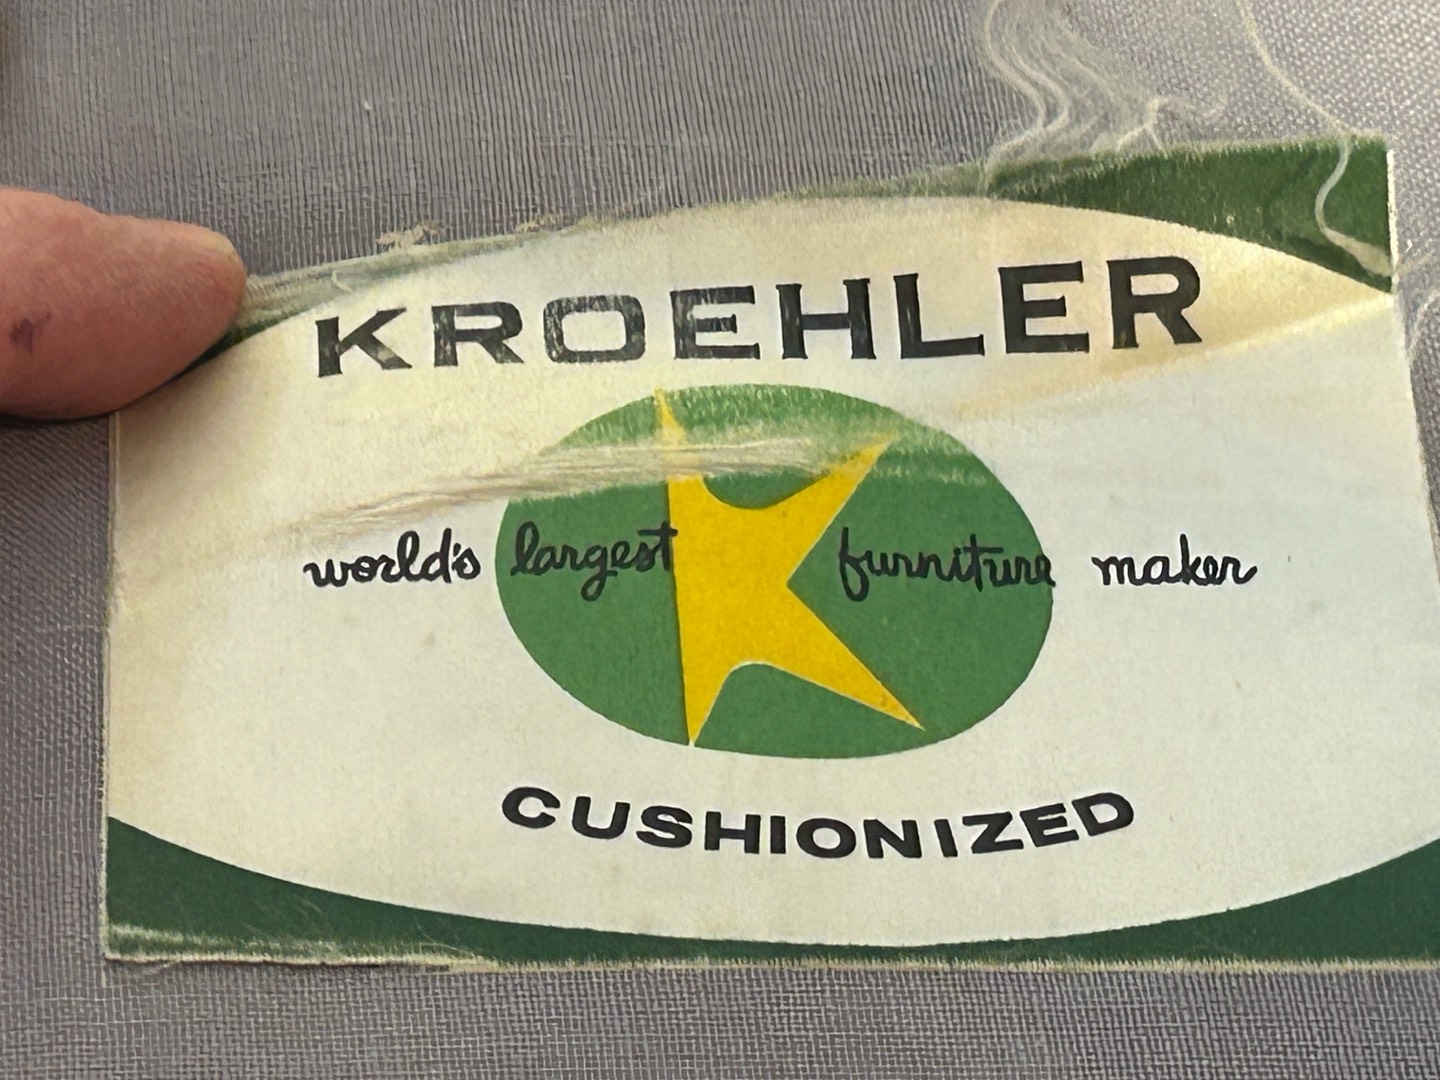 KROEHLER
world's largest furniture maker
CUSHIONIZED